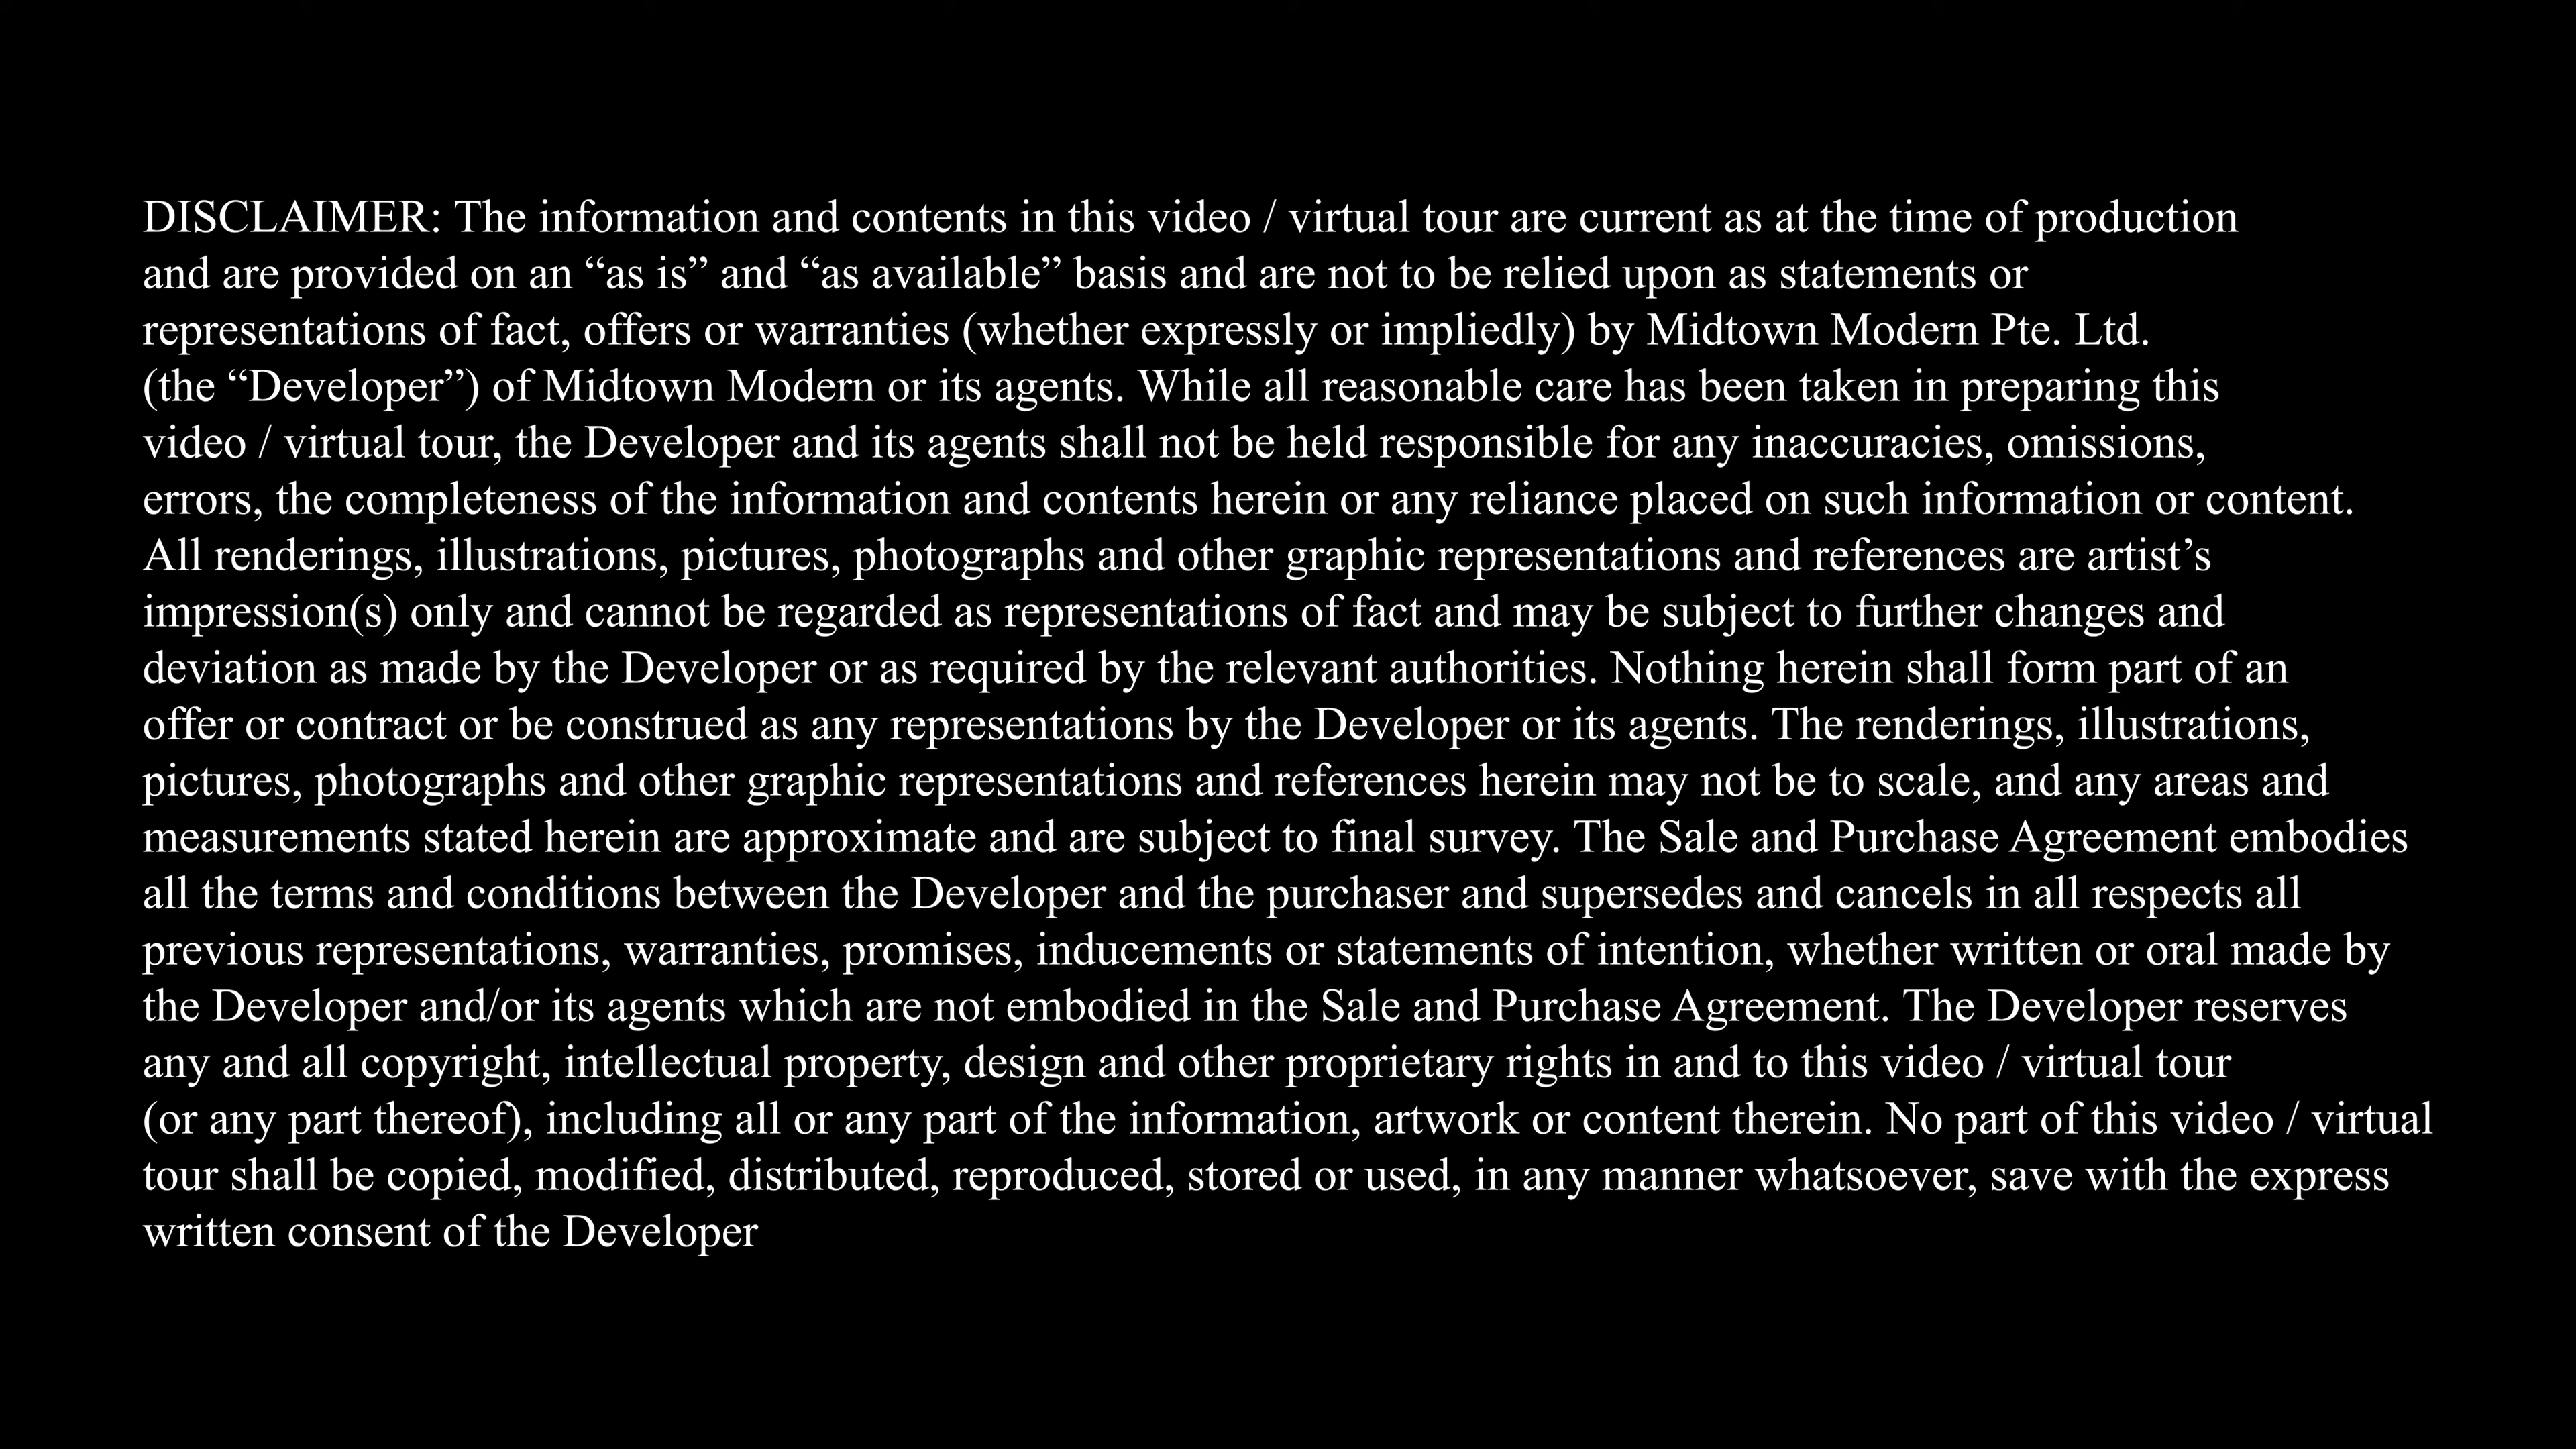 DISCLAIMER: The information and contents in this video / virtual tour are current as at the time of production
and are provided on an “as is” and “as available” basis and are not to be relied upon as statements or
representations of fact, offers or warranties (whether expressly or impliedly) by Midtown Modern Pte. Ltd.
(the “Developer”) of Midtown Modern or its agents. While all reasonable care has been taken in preparing this
video / virtual tour, the Developer and its agents shall not be held responsible for any inaccuracies, omissions,
errors, the completeness of the information and contents herein or any reliance placed on such information or content.
All renderings, illustrations, pictures, photographs and other graphic representations and references are artist’s
impression(s) only and cannot be regarded as representations of fact and may be subject to further changes and
deviation as made by the Developer or as required by the relevant authorities. Nothing herein shall form part of an
offer or contract or be construed as any representations by the Developer or its agents. The renderings, illustrations,
pictures, photographs and other graphic representations and references herein may not be to scale, and any areas and
measurements stated herein are approximate and are subject to final survey. The Sale and Purchase Agreement embodies
all the terms and conditions between the Developer and the purchaser and supersedes and cancels in all respects all
previous representations, warranties, promises, inducements or statements of intention, whether written or oral made by
the Developer and/or its agents which are not embodied in the Sale and Purchase Agreement. The Developer reserves
any and all copyright, intellectual property, design and other proprietary rights in and to this video / virtual tour
(or any part thereof), including all or any part of the information, artwork or content therein. No part of this video / virtual
tour shall be copied, modified, distributed, reproduced, stored or used, in any manner whatsoever, save with the express
written consent of the Developer